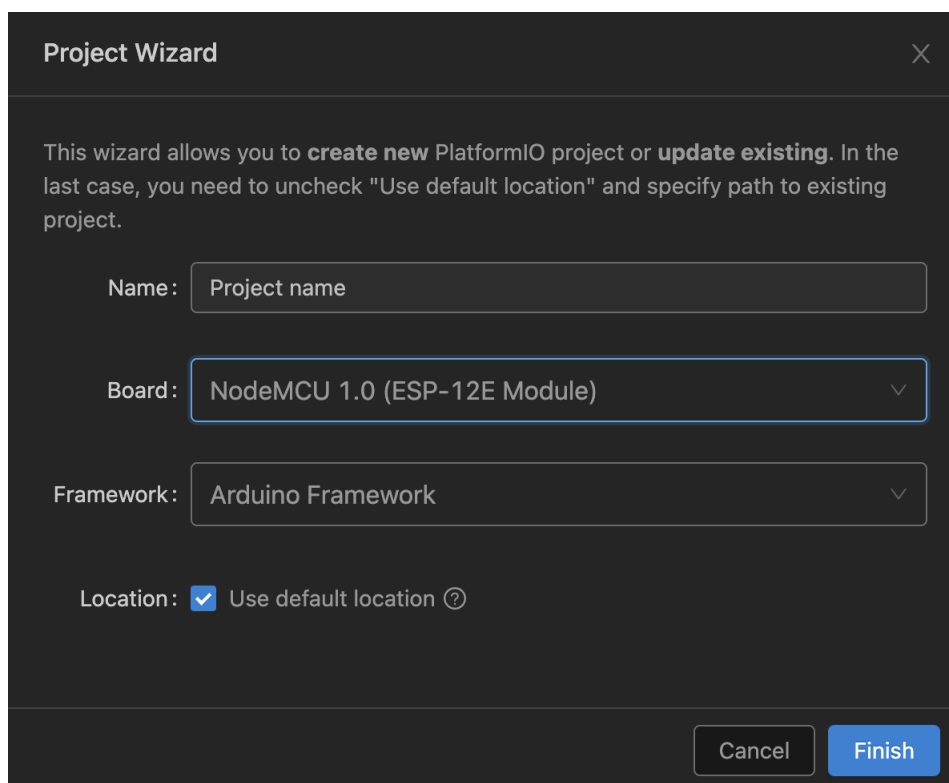 Project Wizard
This wizard allows you to create new PlatformIO project or update existing. In the
last case, you need to uncheck "Use default location" and specify path to existing
project.
Name: Project name
Board: NodeMCU 1.0 (ESP-12E Module)
Framework: Arduino Framework
Location: Use default location
Cancel Finish